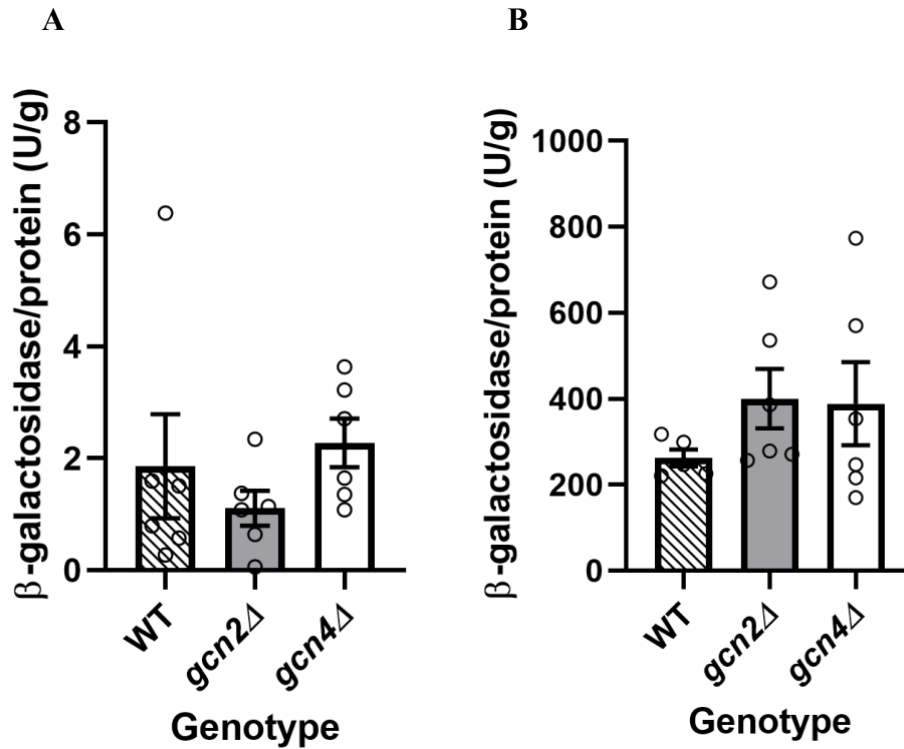 A
β-galactosidase/protein (U/g)
8
6
4
2
0
WT
gcn2Δ
gcn4Δ
Genotype
B
β-galactosidase/protein (U/g)
1000
800
600
400
200
0
WT
gcn2Δ
gcn4Δ
Genotype